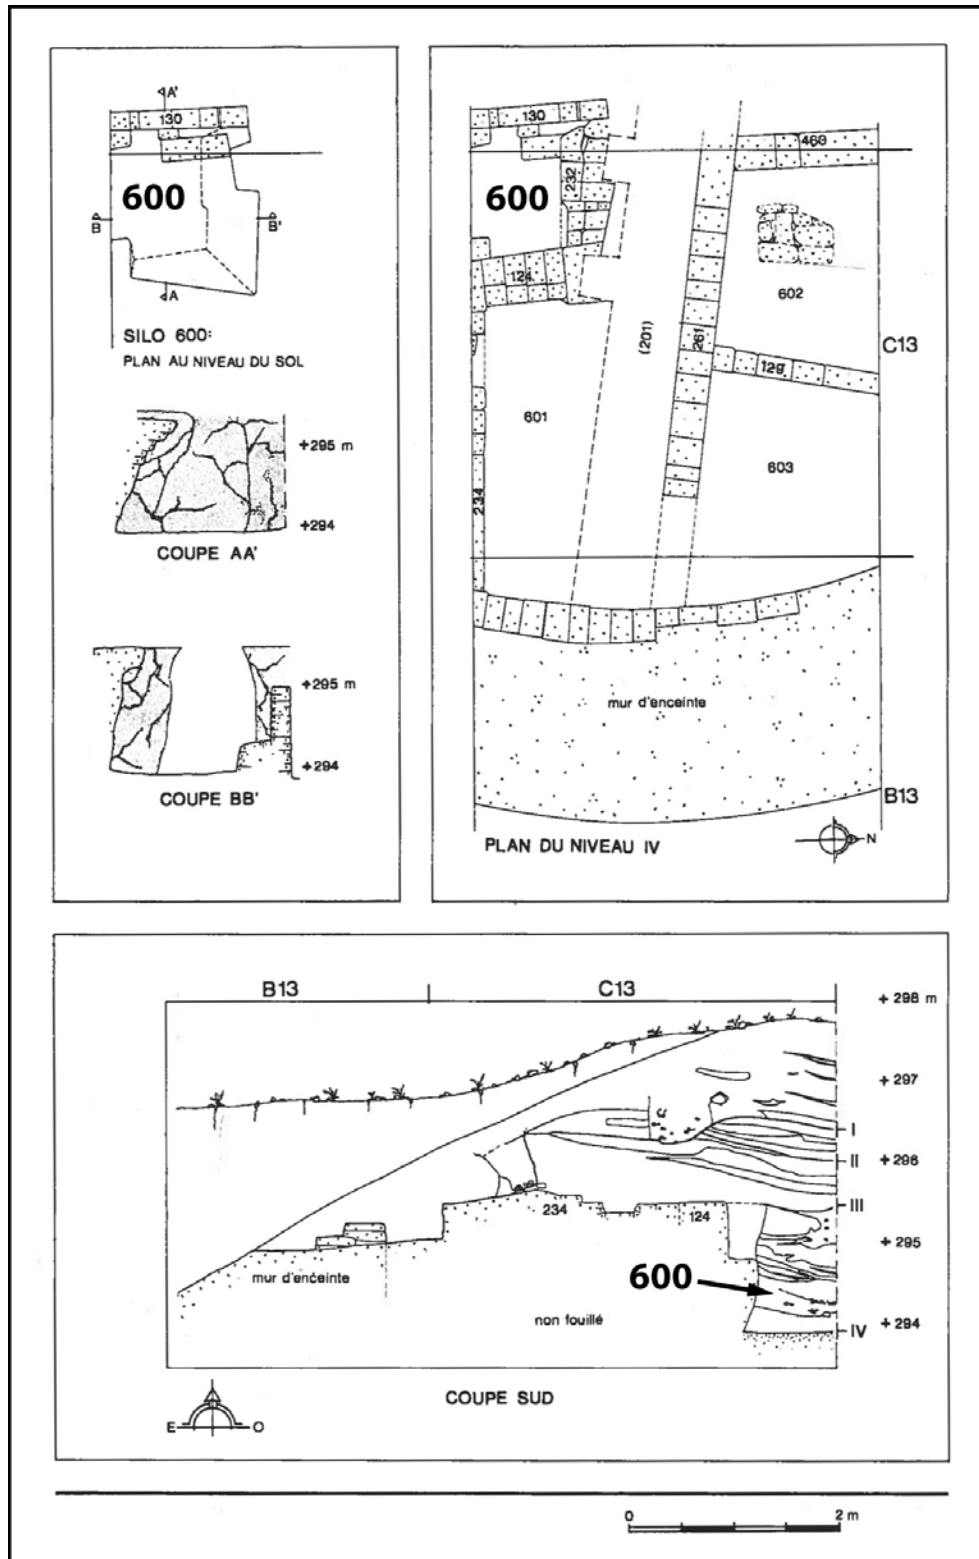 A'
130
600
B
B'
A
SILO 600:
PLAN AU NIVEAU DU SOL
+295 m
+294
COUPE AA'
+295 m
+294
COUPE BB'
130
460
232
600
124
602
(201)
261
C13
129
601
603
234
mur d'enceinte
B13
PLAN DU NIVEAU IV
N
B13
C13
+ 298 m
+ 297
I
II
+ 296
III
234
124
+ 295
mur d'enceinte
600
non fouillé
+ 294
IV
COUPE SUD
E
O
0
2 m